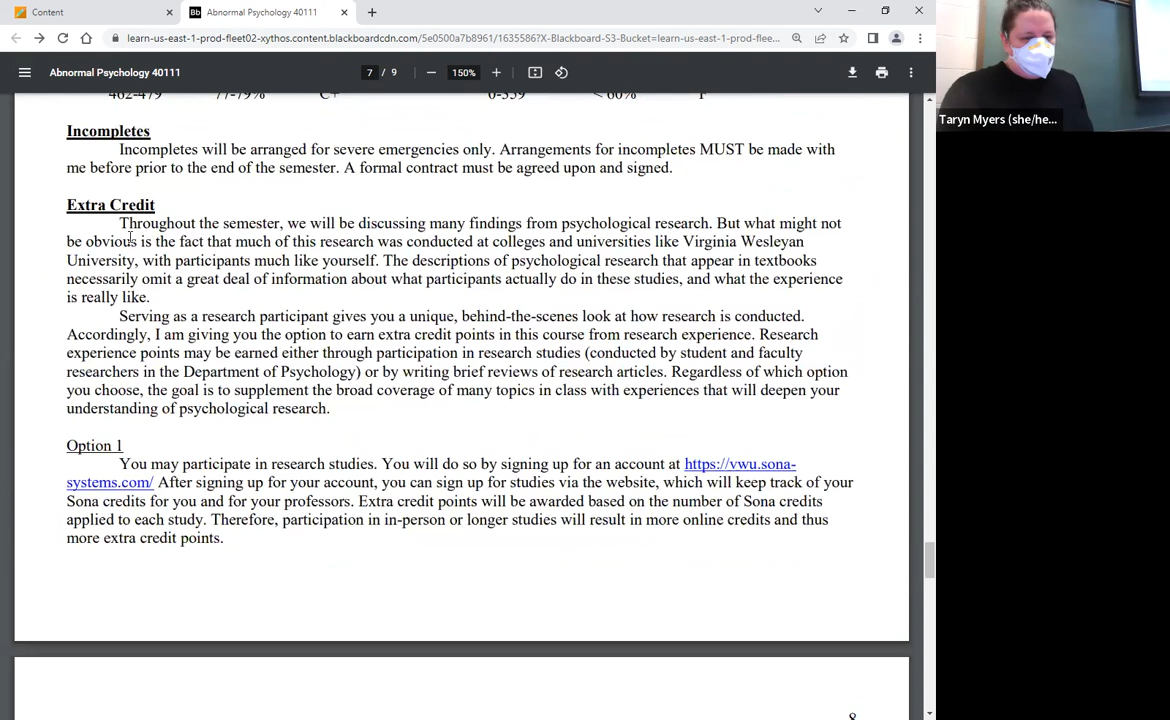 Content
Bb Abnormal Psychology 40111
learn-us-east-1-prod-fleet02-xythos.content.blackboardcdn.com/5e0500a7b8961/1635586?X-Blackboard-S3-Bucket=learn-us-east-1-prod-flee...
Abnormal Psychology 40111
7 / 9
150%
Taryn Myers (she/he...
462-479 77-79% C+ 0-359 < 60% F
Incompletes
Incompletes will be arranged for severe emergencies only. Arrangements for incompletes MUST be made with
me before prior to the end of the semester. A formal contract must be agreed upon and signed.
Extra Credit
Throughout the semester, we will be discussing many findings from psychological research. But what might not
be obvious is the fact that much of this research was conducted at colleges and universities like Virginia Wesleyan
University, with participants much like yourself. The descriptions of psychological research that appear in textbooks
necessarily omit a great deal of information about what participants actually do in these studies, and what the experience
is really like.
Serving as a research participant gives you a unique, behind-the-scenes look at how research is conducted.
Accordingly, I am giving you the option to earn extra credit points in this course from research experience. Research
experience points may be earned either through participation in research studies (conducted by student and faculty
researchers in the Department of Psychology) or by writing brief reviews of research articles. Regardless of which option
you choose, the goal is to supplement the broad coverage of many topics in class with experiences that will deepen your
understanding of psychological research.
Option 1
You may participate in research studies. You will do so by signing up for an account at https://vwu.sona-
systems.com/ After signing up for your account, you can sign up for studies via the website, which will keep track of your
Sona credits for you and for your professors. Extra credit points will be awarded based on the number of Sona credits
applied to each study. Therefore, participation in in-person or longer studies will result in more online credits and thus
more extra credit points.
8